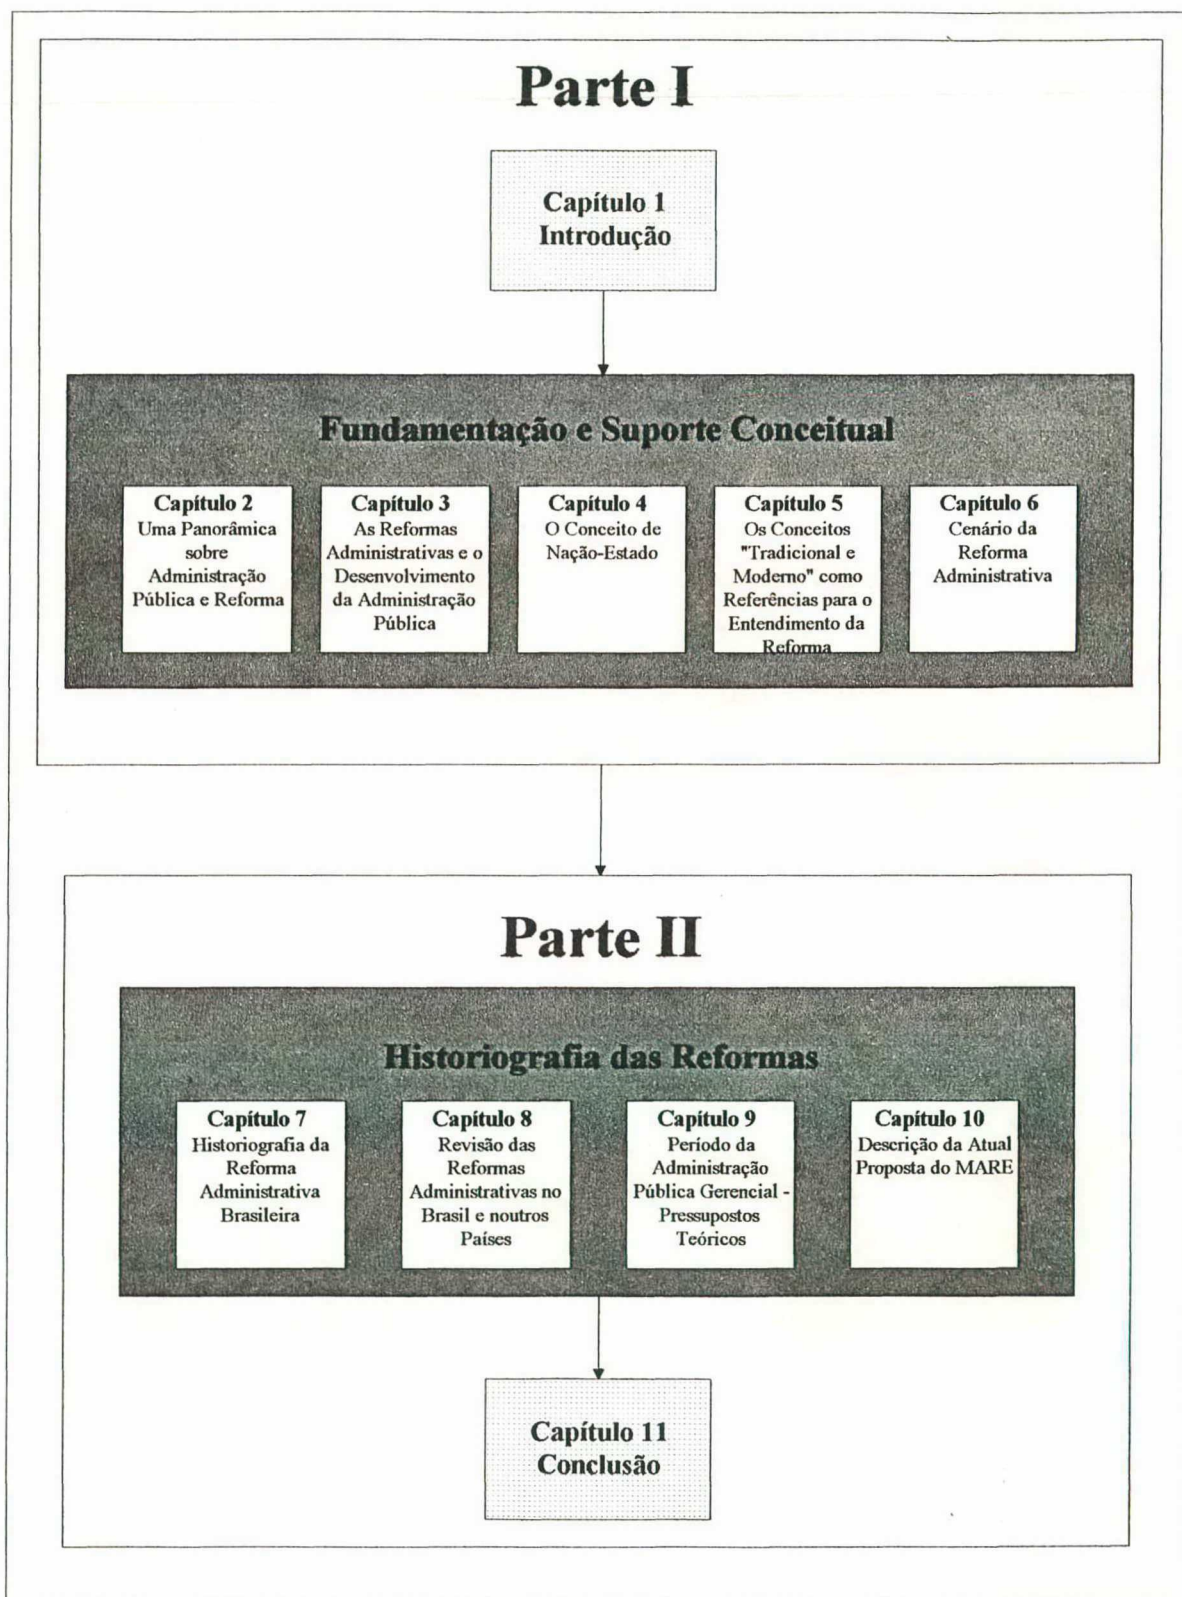 Parte I
Capítulo 1
Introdução
Fundamentação e Suporte Conceitual
Capítulo 2
Uma Panorâmica
sobre
Administração
Pública e Reforma
Capítulo 3
As Reformas
Administrativas e o
Desenvolvimento
da Administração
Pública
Capítulo 4
O Conceito de
Nação-Estado
Capítulo 5
Os Conceitos
"Tradicional e
Moderno" como
Referências para o
Entendimento da
Reforma
Capítulo 6
Cenário da
Reforma
Administrativa
Parte II
Historiografia das Reformas
Capítulo 7
Historiografia da
Reforma
Administrativa
Brasileira
Capítulo 8
Revisão das
Reformas
Administrativas no
Brasil e noutros
Países
Capítulo 9
Período da
Administração
Pública Gerencial -
Pressupostos
Teóricos
Capítulo 10
Descrição da Atual
Proposta do MARE
Capítulo 11
Conclusão